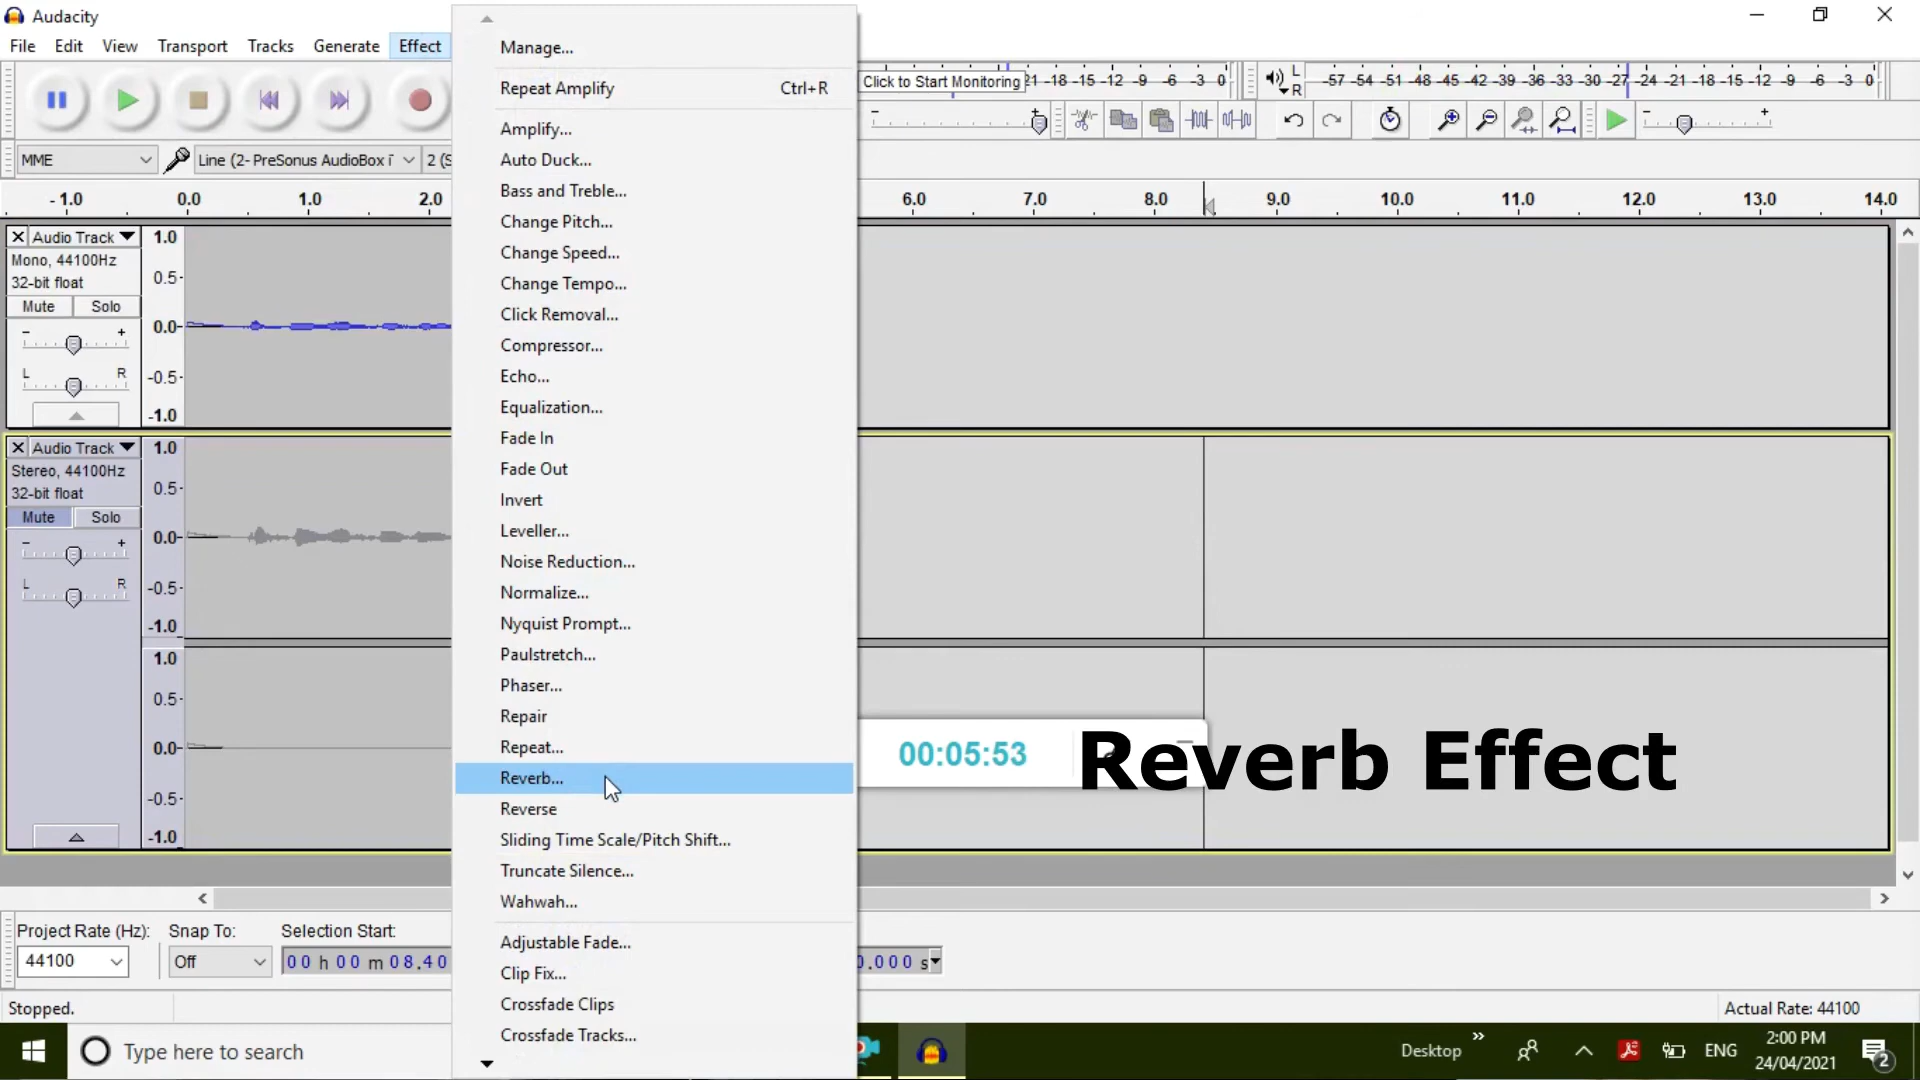 Audacity
File Edit View Transport Tracks Generate Effect
Manage...
Repeat Amplify Ctrl+R
Amplify...
Auto Duck...
Bass and Treble...
Change Pitch...
Change Speed...
Change Tempo...
Click Removal...
Compressor...
Echo...
Equalization...
Fade In
Fade Out
Invert
Leveller...
Noise Reduction...
Normalize...
Nyquist Prompt...
Paulstretch...
Phaser...
Repair
Repeat...
Reverb...
Reverse
Sliding Time Scale/Pitch Shift...
Truncate Silence...
Wahwah...
Adjustable Fade...
Clip Fix...
Crossfade Clips
Crossfade Tracks...
Click to Start Monitoring -18 -15 -12 -9 -6 -3 0
L
R
-57 -54 -51 -48 -45 -42 -39 -36 -33 -30 -27 -24 -21 -18 -15 -12 -9 -6 -3 0
MME Line (2- PreSonus AudioBox i 2 (S
-1.0 0.0 1.0 2.0 6.0 7.0 8.0 9.0 10.0 11.0 12.0 13.0 14.0
Audio Track
Mono, 44100Hz
32-bit float
Mute Solo
- +
L R
1.0
0.5
0.0
-0.5
-1.0
Audio Track
Stereo, 44100Hz
32-bit float
Mute Solo
- +
L R
1.0
0.5
0.0
-0.5
-1.0
1.0
0.5
0.0
-0.5
-1.0
00:05:53
Reverb Effect
Project Rate (Hz): Snap To: Selection Start:
44100 Off 00 h 00 m 08.40 0.000 s
Stopped.
Actual Rate: 44100
Type here to search
Desktop ENG
2:00 PM
24/04/2021
2